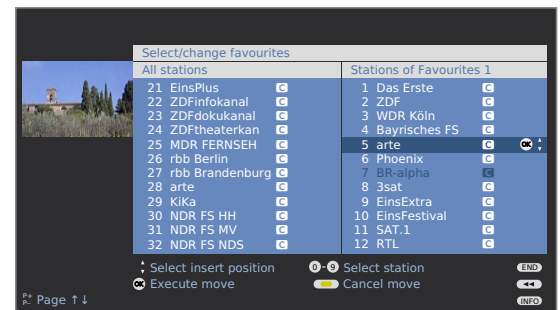 Select/change favourites
All stations
Stations of Favourites 1
21 EinsPlus C
22 ZDFinfokanal C
23 ZDFdokukanal C
24 ZDFtheaterkan C
25 MDR FERNSEH C
26 rbb Berlin C
27 rbb Brandenburg C
28 arte C
29 KiKa C
30 NDR FS HH C
31 NDR FS MV C
32 NDR FS NDS C
1 Das Erste C
2 ZDF C
3 WDR Köln C
4 Bayrisches FS C
5 arte C OK
6 Phoenix C
7 BR-alpha C
8 3sat C
9 EinsExtra C
10 EinsFestival C
11 SAT.1 C
12 RTL C
Select insert position
0-9 Select station
END
OK Execute move
Cancel move
P+
P- Page ↑↓
INFO